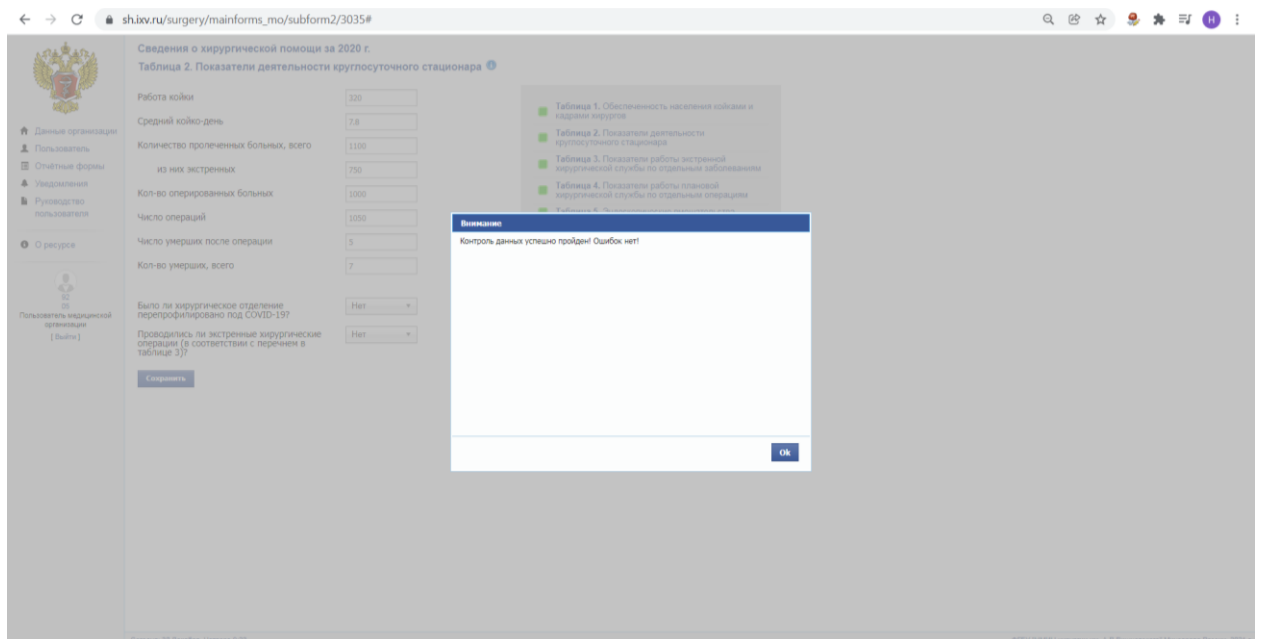 sh.ixv.ru/surgery/mainforms_mo/subform2/3035#
H
Сведения о хирургической помощи за 2020 г.
Таблица 2. Показатели деятельности круглосуточного стационара
Данные организации
Пользователь
Отчётные формы
Уведомления
Руководство
пользователя
О ресурсе
92
Пользователь медицинской
организации
[ Выйти ]
Работа койки 320
Средний койко-день 7.8
Количество пролеченных больных, всего 1100
из них экстренных 750
Кол-во оперированных больных 1000
Число операций 1050
Число умерших после операции 5
Кол-во умерших, всего 7
Было ли хирургическое отделение
перепрофилировано под COVID-19?
Нет
Проводились ли экстренные хирургические
операции (в соответствии с перечнем в
таблице 3)?
Нет
Сохранить
Таблица 1. Обеспеченность населения койками и
кадрами хирургов
Таблица 2. Показатели деятельности
круглосуточного стационара
Таблица 3. Показатели работы экстренной
хирургической службы по отдельным заболеваниям
Таблица 4. Показатели работы плановой
хирургической службы по отдельным операциям
Таблица 5.
Внимание
Контроль данных успешно пройден! Ошибок нет!
Ok